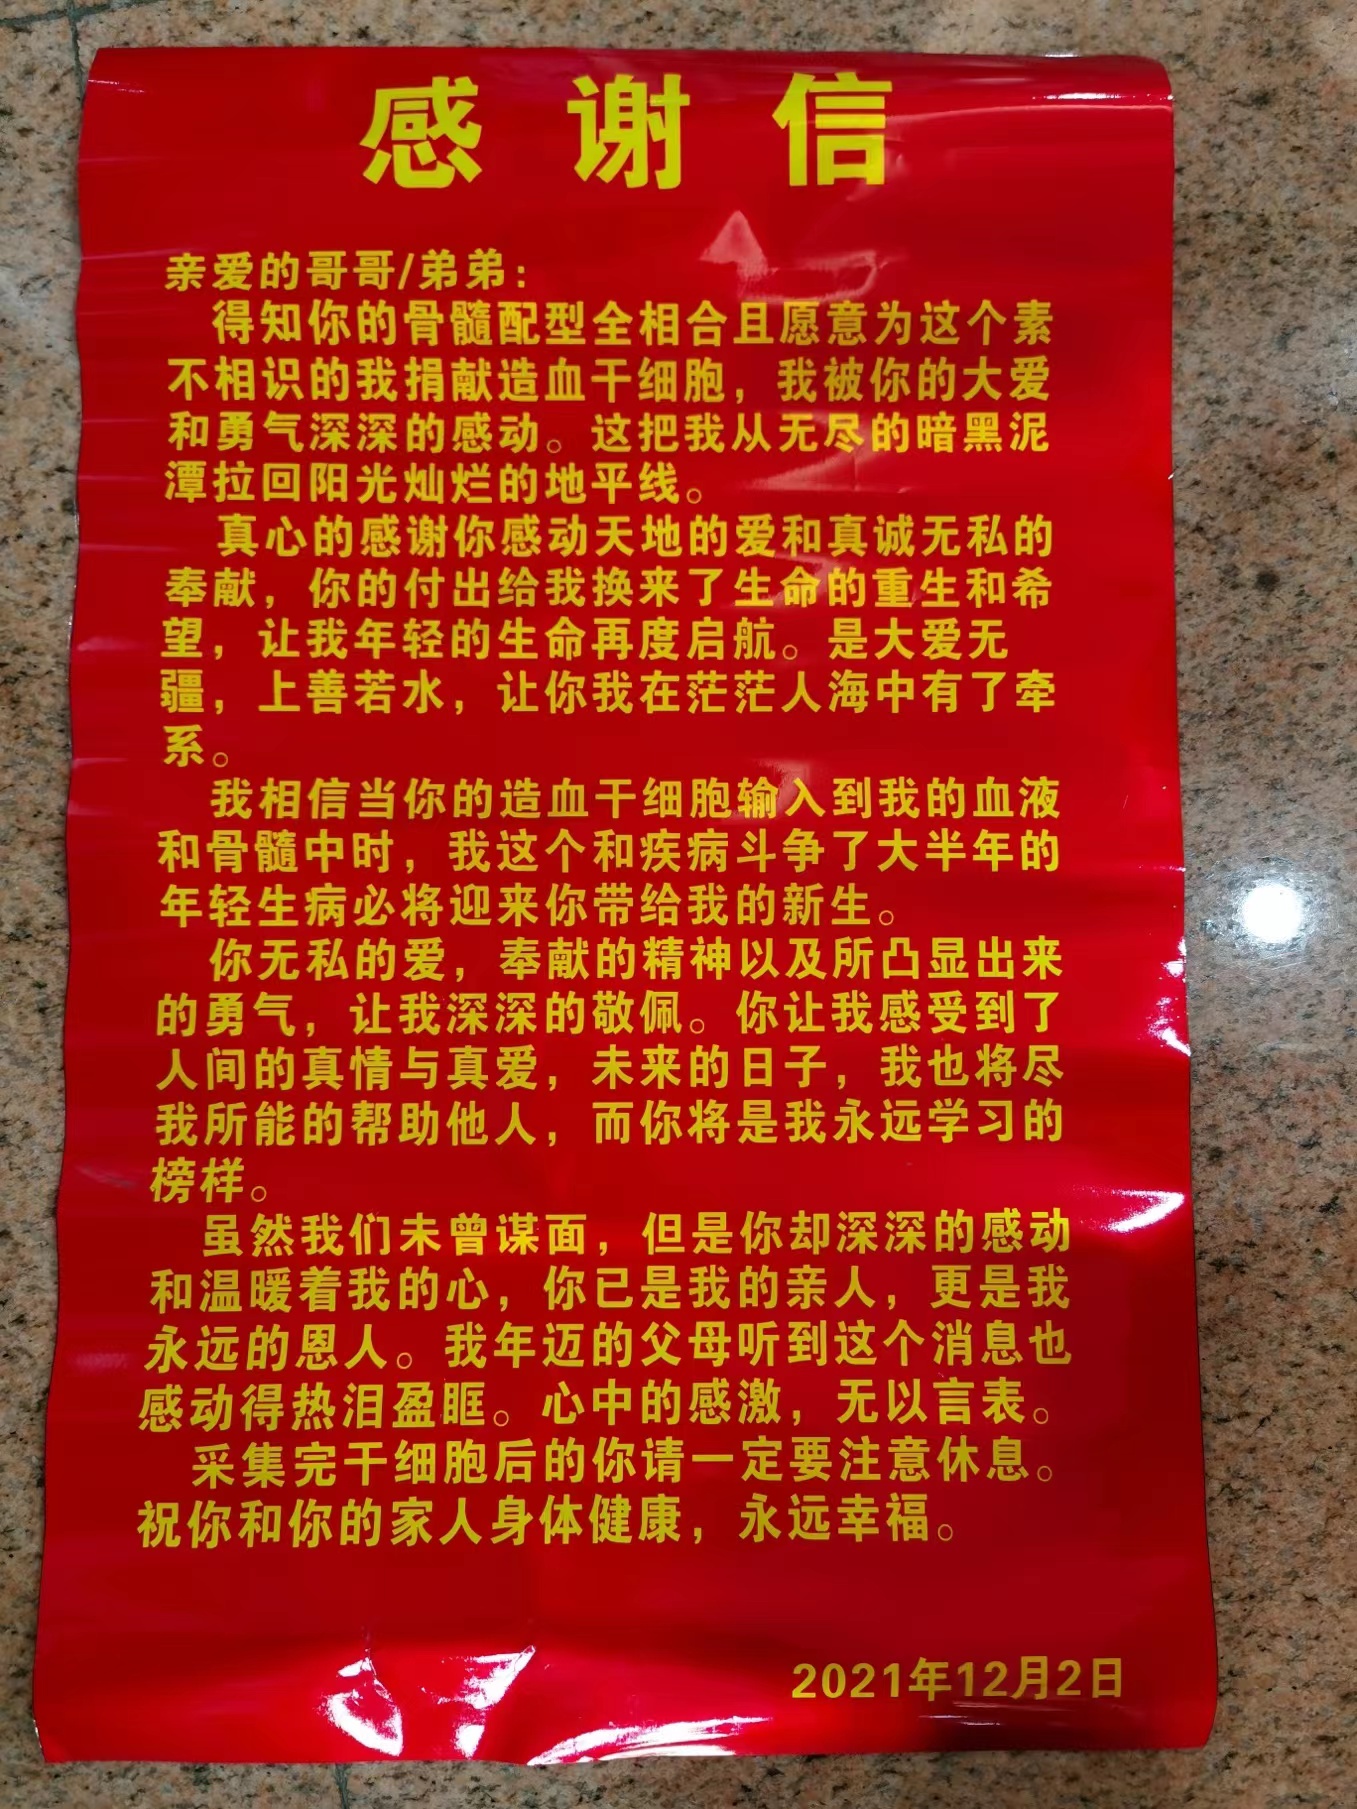 感谢信
亲爱的哥哥/弟弟：
得知你的骨髓配型全相合且愿意为这个素
不相识的我捐献造血干细胞，我被你的大爱
和勇气深深的感动。这把我从无尽的暗黑泥
潭拉回阳光灿烂的地平线。
真心的感谢你感动天地的爱和真诚无私的
奉献，你的付出给我换来了生命的重生和希
望，让我年轻的生命再度启航。是大爱无
疆，上善若水，让你我在茫茫人海中有了牵
系。
我相信当你的造血干细胞输入到我的血液
和骨髓中时，我这个和疾病斗争了大半年的
年轻生病必将迎来你带给我的新生。
你无私的爱，奉献的精神以及所凸显出来
的勇气，让我深深的敬佩。你让我感受到了
人间的真情与真爱，未来的日子，我也将尽
我所能的帮助他人，而你将是我永远学习的
榜样。
虽然我们未曾谋面，但是你却深深的感动
和温暖着我的心，你已是我的亲人，更是我
永远的恩人。我年迈的父母听到这个消息也
感动得热泪盈眶。心中的感激，无以言表。
采集完干细胞后的你请一定要注意休息。
祝你和你的家人身体健康，永远幸福。
2021年12月2日